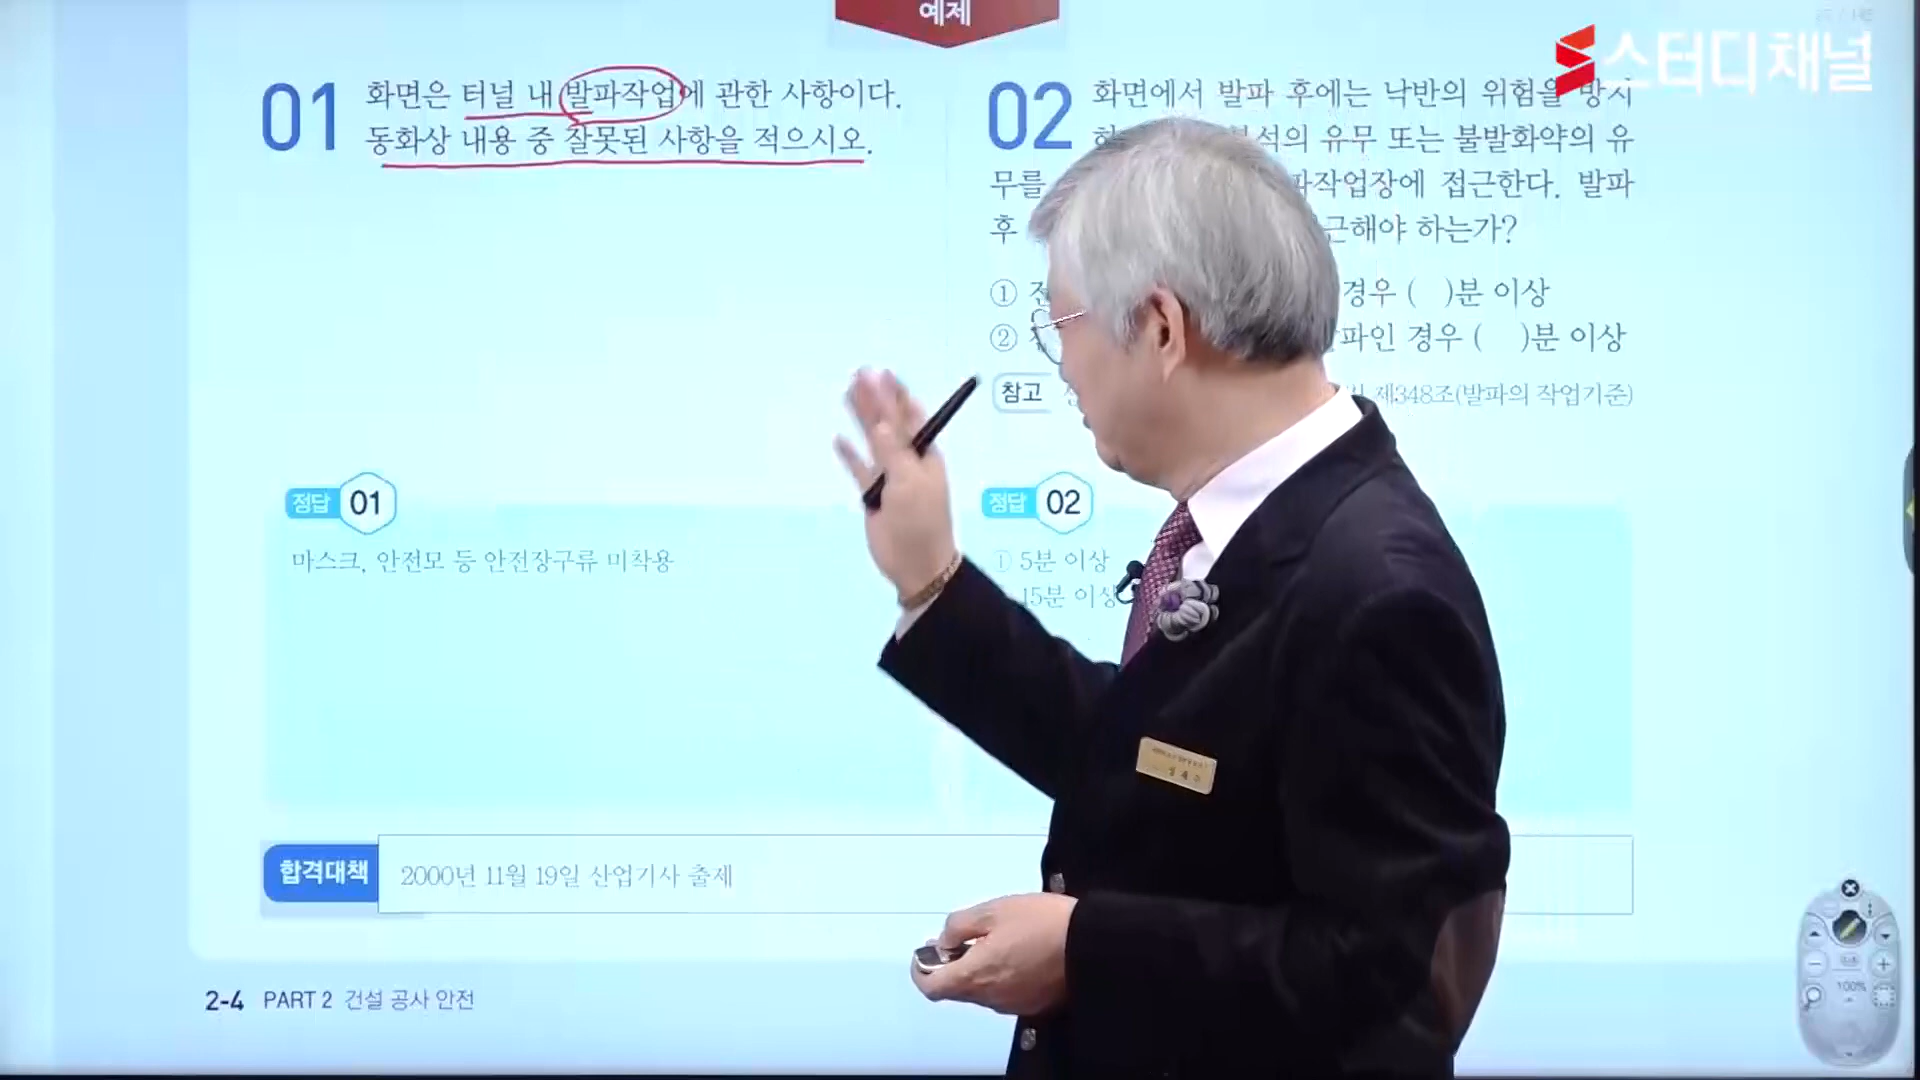 예제
스터디채널
01 화면은 터널 내 발파작업에 관한 사항이다.
동화상 내용 중 잘못된 사항을 적으시오.
02 화면에서 발파 후에는 낙반의 위험을 방지
석의 유무 또는 불발화약의 유
무를 파작업장에 접근한다. 발파
후 근해야 하는가?
① 경우 ( )분 이상
② 파인 경우 ( )분 이상
참고 제348조(발파의 작업기준)
정답 01
마스크, 안전모 등 안전장구류 미착용
정답 02
① 5분 이상
15분 이상
합격대책 2000년 11월 19일 산업기사 출제
2-4 PART 2 건설 공사 안전
100%